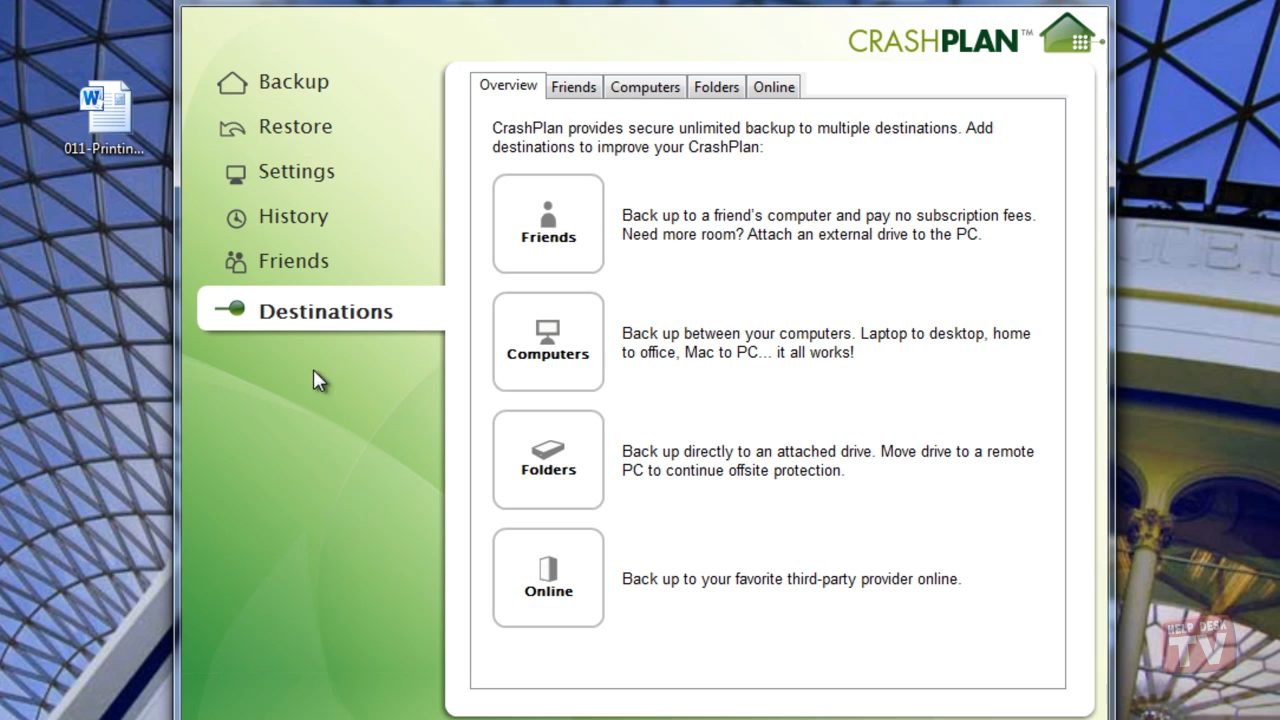 CRASHPLAN™
011-Printin...
Backup
Restore
Settings
History
Friends
Destinations
Overview
Friends
Computers
Folders
Online
CrashPlan provides secure unlimited backup to multiple destinations. Add
destinations to improve your CrashPlan:
Friends
Back up to a friend's computer and pay no subscription fees.
Need more room? Attach an external drive to the PC.
Computers
Back up between your computers. Laptop to desktop, home
to office, Mac to PC... it all works!
Folders
Back up directly to an attached drive. Move drive to a remote
PC to continue offsite protection.
Online
Back up to your favorite third-party provider online.
HELP DESK
TV